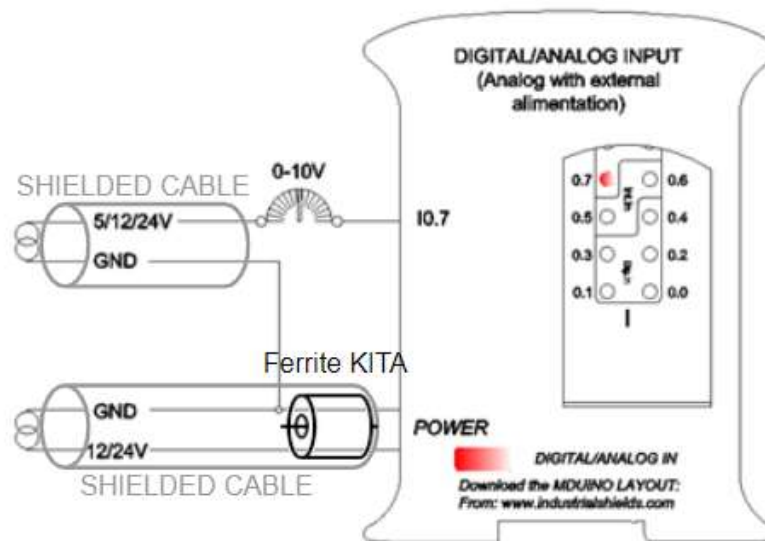 DIGITAL/ANALOG INPUT
(Analog with external
alimentation)
SHIELDED CABLE
0-10V
5/12/24V
I0.7
GND
0.7
0.6
0.5
0.4
0.3
0.2
0.1
0.0
I
Ferrite KITA
GND
12/24V
SHIELDED CABLE
POWER
DIGITAL/ANALOG IN
Download the MDUINO LAYOUT:
From: www.industrialshields.com